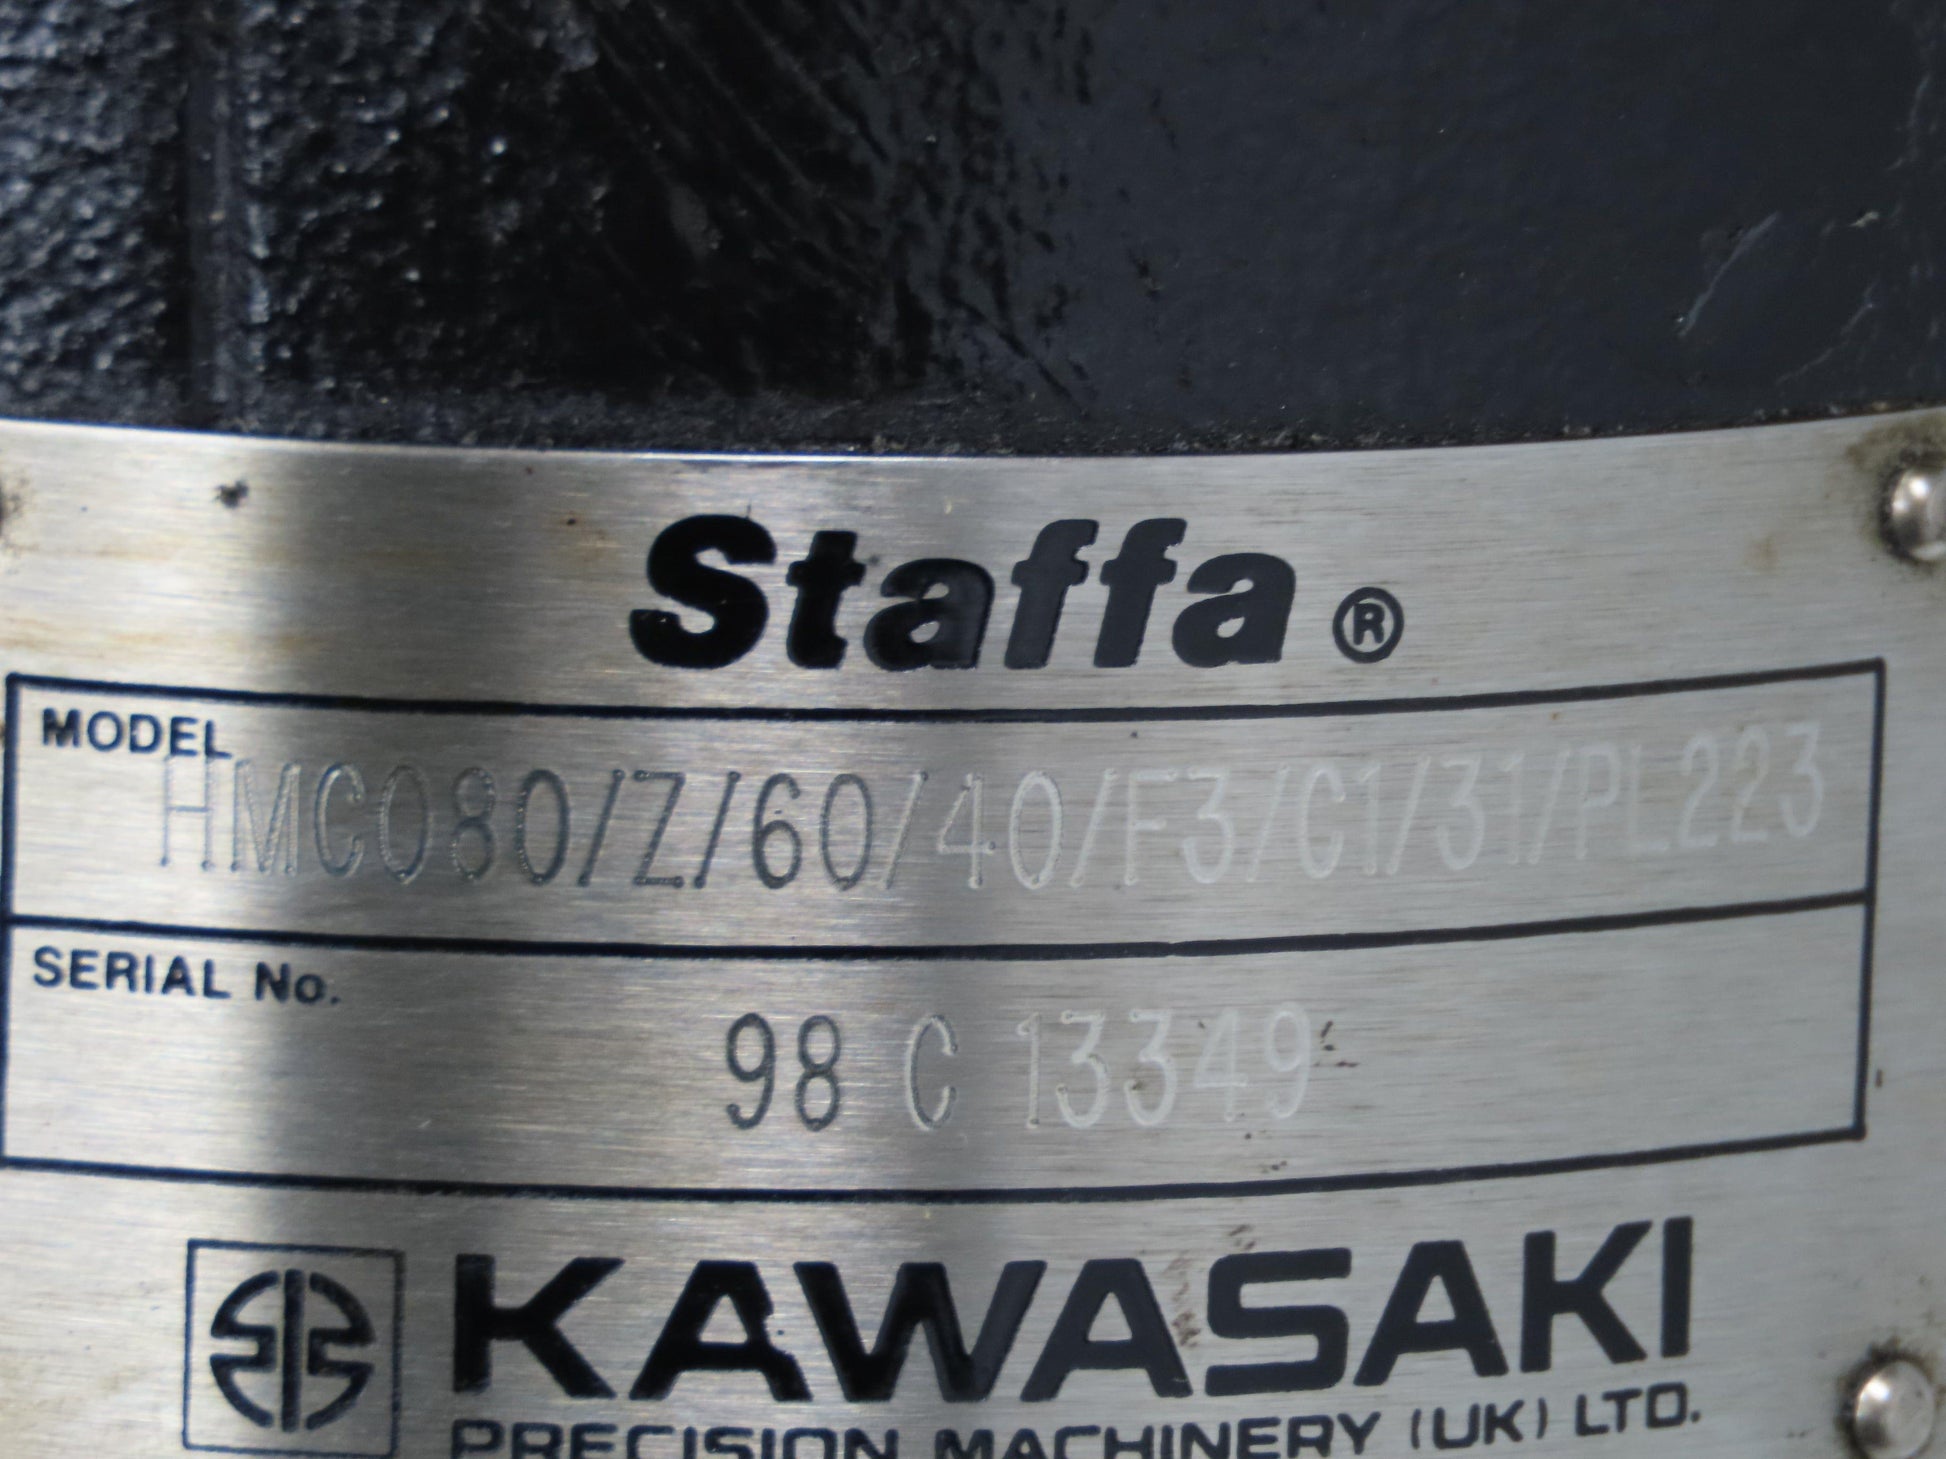 Staffa ®
MODEL
HMC080/Z/60/40/F3/C1/31/PL223
SERIAL No.
98 C 13349
KAWASAKI
PRECISION MACHINERY (UK) LTD.